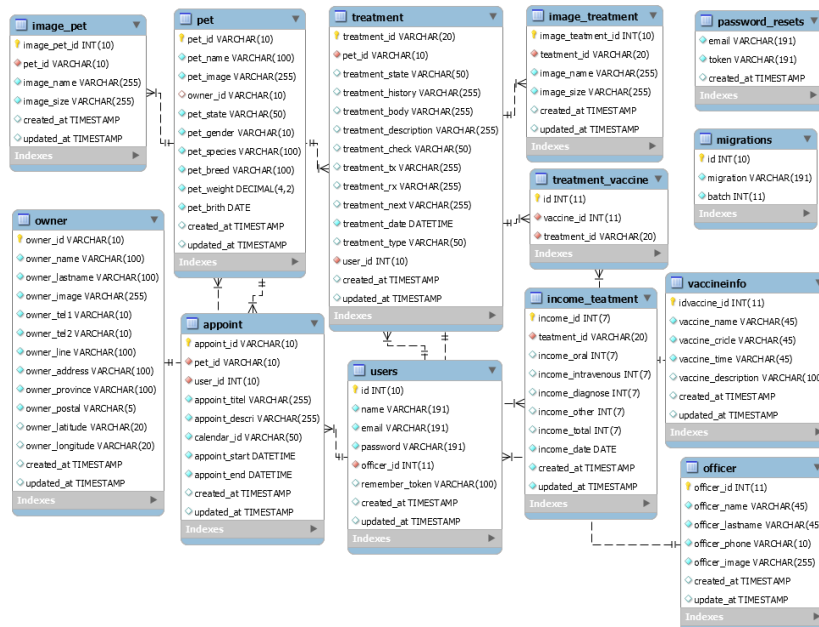 image_pet
image_pet_id INT(10)
pet_id VARCHAR(10)
image_name VARCHAR(255)
image_size VARCHAR(255)
created_at TIMESTAMP
updated_at TIMESTAMP
Indexes
pet
pet_id VARCHAR(10)
pet_name VARCHAR(100)
pet_image VARCHAR(255)
owner_id VARCHAR(10)
pet_state VARCHAR(50)
pet_gender VARCHAR(10)
pet_species VARCHAR(100)
pet_breed VARCHAR(100)
pet_weight DECIMAL(4,2)
pet_brith DATE
created_at TIMESTAMP
updated_at TIMESTAMP
Indexes
treatment
treatment_id VARCHAR(20)
pet_id VARCHAR(10)
treatment_state VARCHAR(50)
treatment_history VARCHAR(255)
treatment_body VARCHAR(255)
treatment_description VARCHAR(255)
treatment_check VARCHAR(50)
treatment_tx VARCHAR(255)
treatment_rx VARCHAR(255)
treatment_next VARCHAR(255)
treatment_date DATETIME
treatment_type VARCHAR(50)
user_id INT(10)
created_at TIMESTAMP
updated_at TIMESTAMP
Indexes
image_treatment
image_teatment_id INT(10)
teatment_id VARCHAR(20)
image_name VARCHAR(255)
image_size VARCHAR(255)
created_at TIMESTAMP
updated_at TIMESTAMP
Indexes
password_resets
email VARCHAR(191)
token VARCHAR(191)
created_at TIMESTAMP
Indexes
migrations
id INT(10)
migration VARCHAR(191)
batch INT(11)
Indexes
treatment_vaccine
id INT(11)
vaccine_id INT(11)
treatment_id VARCHAR(20)
Indexes
owner
owner_id VARCHAR(10)
owner_name VARCHAR(100)
owner_lastname VARCHAR(100)
owner_image VARCHAR(255)
owner_tel1 VARCHAR(10)
owner_tel2 VARCHAR(10)
owner_line VARCHAR(100)
owner_address VARCHAR(100)
owner_province VARCHAR(100)
owner_postal VARCHAR(5)
owner_latitude VARCHAR(20)
owner_longitude VARCHAR(20)
created_at TIMESTAMP
updated_at TIMESTAMP
Indexes
appoint
appoint_id VARCHAR(10)
pet_id VARCHAR(10)
user_id INT(10)
appoint_titel VARCHAR(255)
appoint_descri VARCHAR(255)
calendar_id VARCHAR(50)
appoint_start DATETIME
appoint_end DATETIME
created_at TIMESTAMP
updated_at TIMESTAMP
Indexes
users
id INT(10)
name VARCHAR(191)
email VARCHAR(191)
password VARCHAR(191)
officer_id INT(11)
remember_token VARCHAR(100)
created_at TIMESTAMP
updated_at TIMESTAMP
Indexes
income_teatment
income_id INT(7)
teatment_id VARCHAR(20)
income_oral INT(7)
income_intravenous INT(7)
income_diagnose INT(7)
income_other INT(7)
income_total INT(7)
income_date DATE
created_at TIMESTAMP
updated_at TIMESTAMP
Indexes
vaccineinfo
idvaccine_id INT(11)
vaccine_name VARCHAR(45)
vaccine_cricle VARCHAR(45)
vaccine_time VARCHAR(45)
vaccine_description VARCHAR(100
created_at TIMESTAMP
updated_at TIMESTAMP
Indexes
officer
officer_id INT(11)
officer_name VARCHAR(45)
officer_lastname VARCHAR(45
officer_phone VARCHAR(10)
officer_image VARCHAR(255)
created_at TIMESTAMP
update_at TIMESTAMP
Indexes